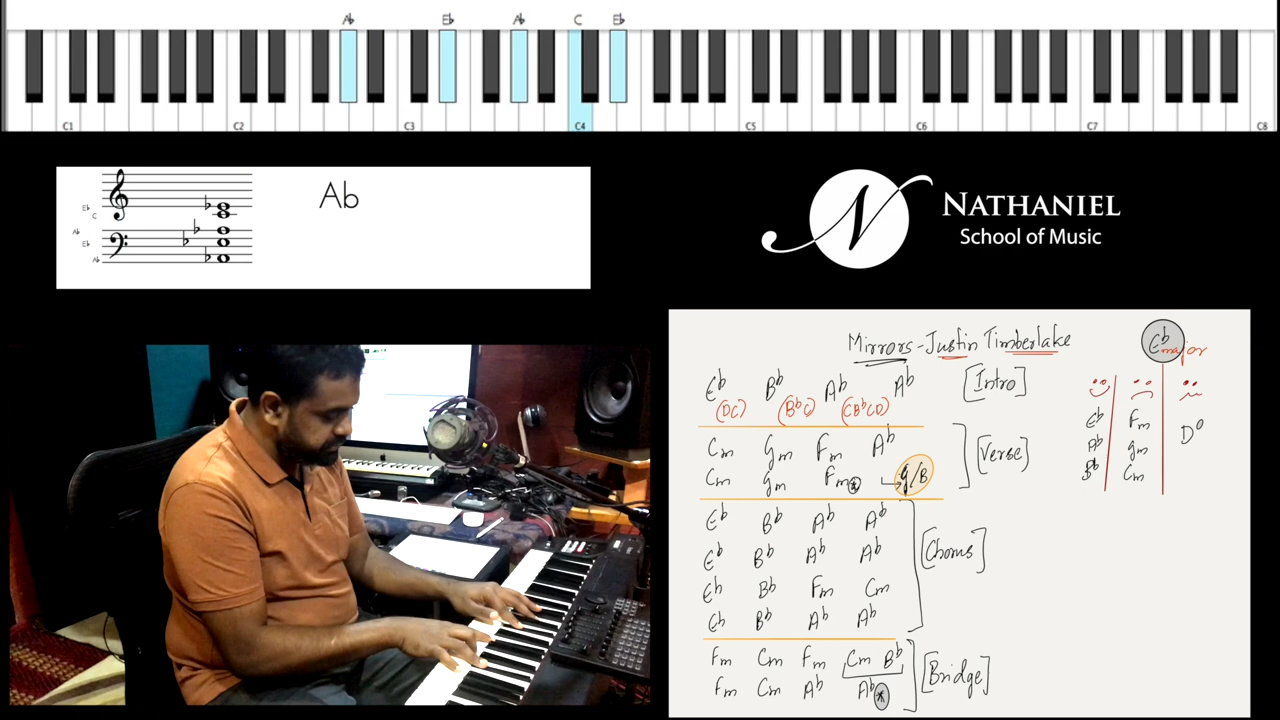 Ab Eb Ab C Eb
C1 C2 C3 C4 C5 C6 C7 C8
Ab
Eb
C
Ab
Eb
Ab
NATHANIEL
School of Music
Mirrors - Justin Timberlake
Eb major
Eb Bb Ab Ab [Intro]
(DC) (BbC) (CBbCD)
Cm Gm Fm Ab
Cm Gm Fm* G/B
[Verse]
Eb Bb Ab Ab
Eb Bb Ab Ab
Eb Bb Fm Cm
Eb Bb Ab Ab
[Chorus]
Fm Cm Fm Cm Bb
Fm Cm Ab Ab*
[Bridge]
Eb Fm D°
Ab Gm
Bb Cm